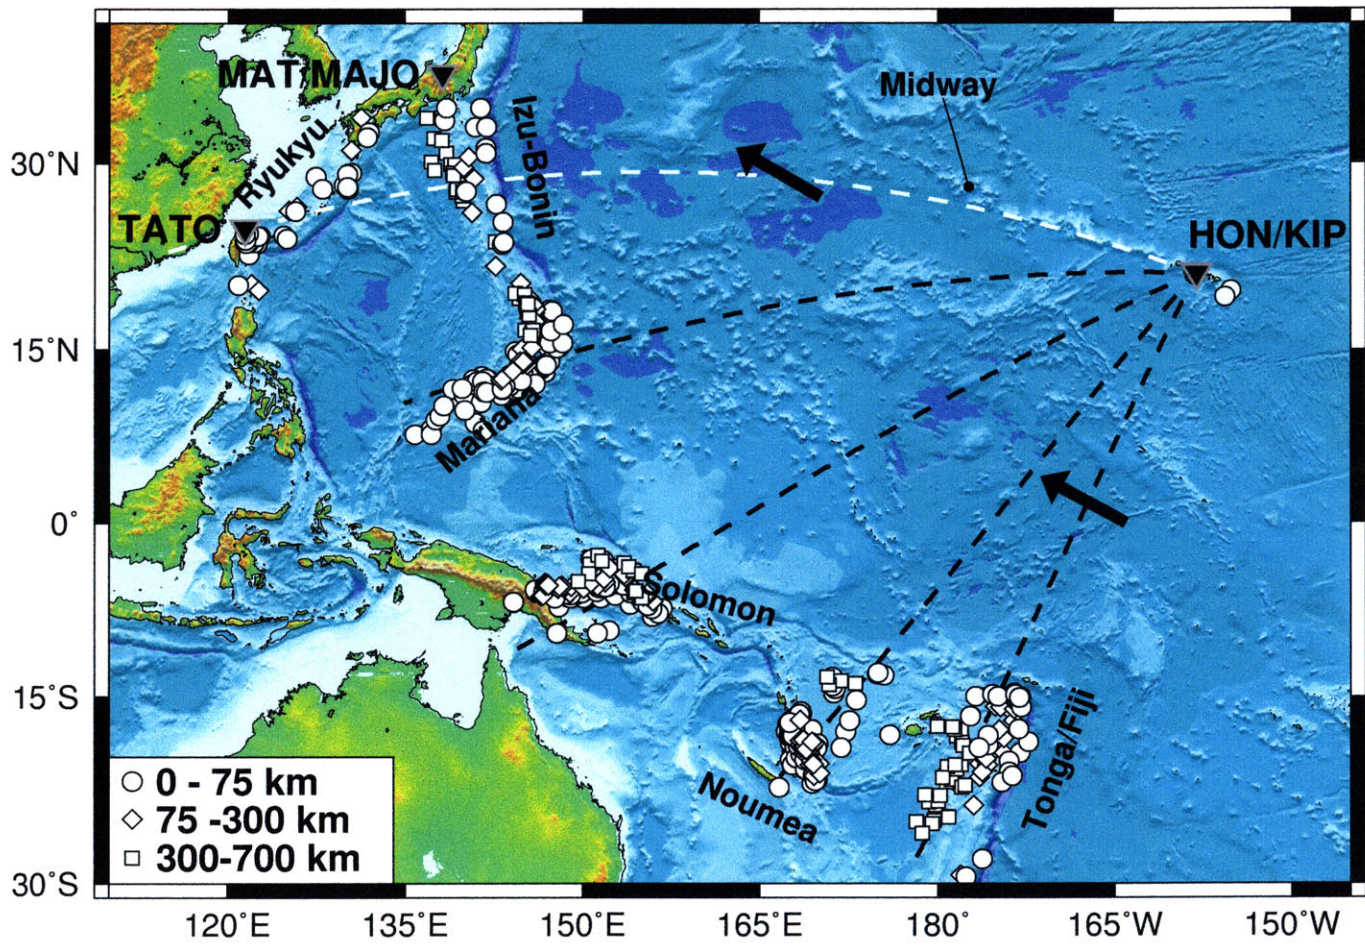 MAT MAJO
Midway
Izu-Bonin
Ryukyu
30˚N
TATO
HON/KIP
15˚N
Mariana
0˚
Solomon
15˚S
Tonga/Fiji
Noumea
0 - 75 km
75 -300 km
300-700 km
30˚S
120˚E
135˚E
150˚E
165˚E
180˚
165˚W
150˚W